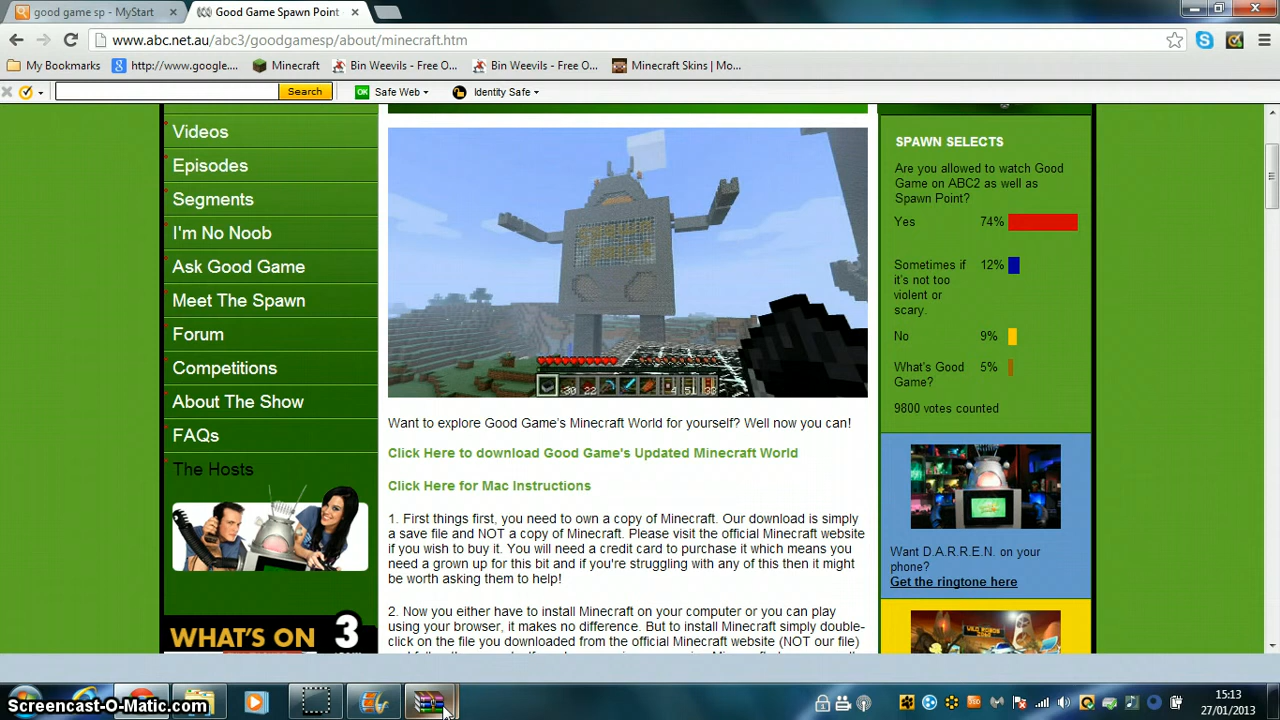 good game sp - MyStart
Good Game Spawn Point
www.abc.net.au/abc3/goodgamesp/about/minecraft.htm
My Bookmarks
http://www.google....
Minecraft
Bin Weevils - Free O...
Bin Weevils - Free O...
Minecraft Skins | Mo...
Search
OK Safe Web
Identity Safe
Videos
Episodes
Segments
I'm No Noob
Ask Good Game
Meet The Spawn
Forum
Competitions
About The Show
FAQs
The Hosts
WHAT'S ON 3
Want to explore Good Game's Minecraft World for yourself? Well now you can!
Click Here to download Good Game's Updated Minecraft World
Click Here for Mac Instructions
1. First things first, you need to own a copy of Minecraft. Our download is simply
a save file and NOT a copy of Minecraft. Please visit the official Minecraft website
if you wish to buy it. You will need a credit card to purchase it which means you
need a grown up for this bit and if you're struggling with any of this then it might
be worth asking them to help!
2. Now you either have to install Minecraft on your computer or you can play
using your browser, it makes no difference. But to install Minecraft simply double-
click on the file you downloaded from the official Minecraft website (NOT our file)
SPAWN SELECTS
Are you allowed to watch Good
Game on ABC2 as well as
Spawn Point?
Yes 74%
Sometimes if 12%
it's not too
violent or
scary.
No 9%
What's Good 5%
Game?
9800 votes counted
Want D.A.R.R.E.N. on your
phone?
Get the ringtone here
Screencast-O-Matic.com
15:13
27/01/2013